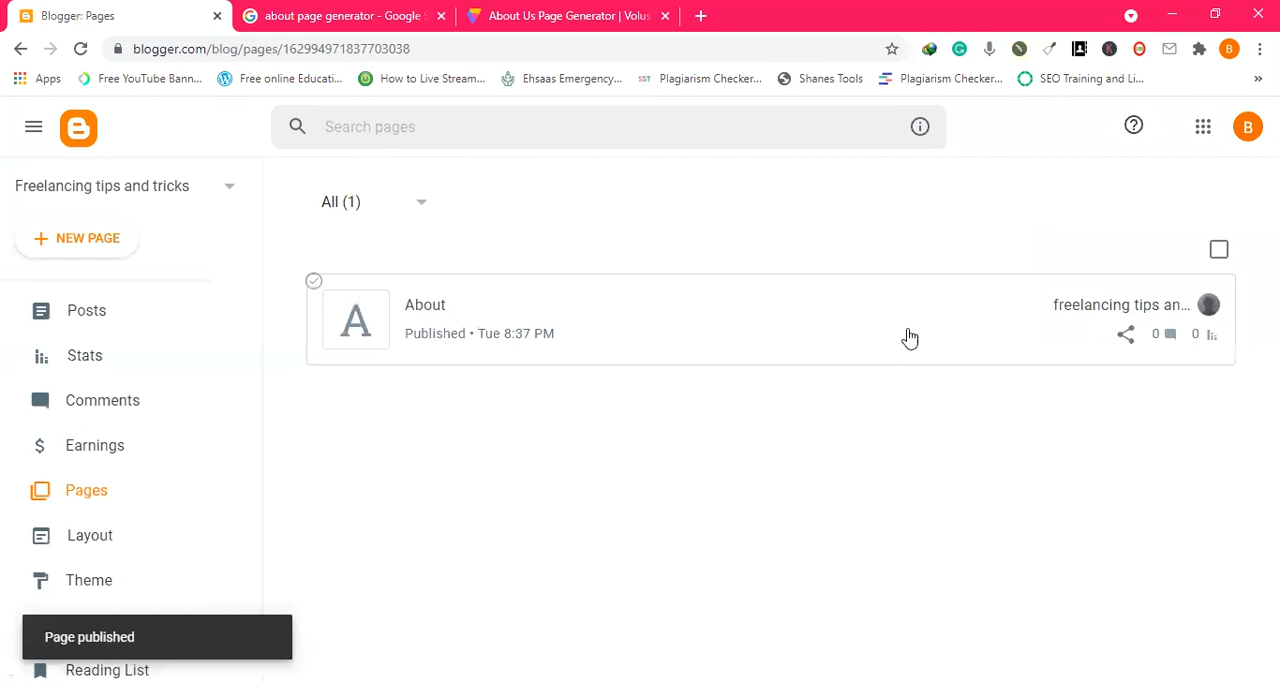 Blogger: Pages
about page generator - Google S
About Us Page Generator | Volus
blogger.com/blog/pages/162994971837703038
B
Apps
Free YouTube Bann...
Free online Educati...
How to Live Stream...
Ehsaas Emergency...
SST
Plagiarism Checker...
Shanes Tools
Plagiarism Checker...
SEO Training and Li...
Search pages
B
Freelancing tips and tricks
All (1)
NEW PAGE
A
About
freelancing tips an...
Published • Tue 8:37 PM
0
0
Posts
Stats
Comments
Earnings
Pages
Layout
Theme
Page published
Reading List